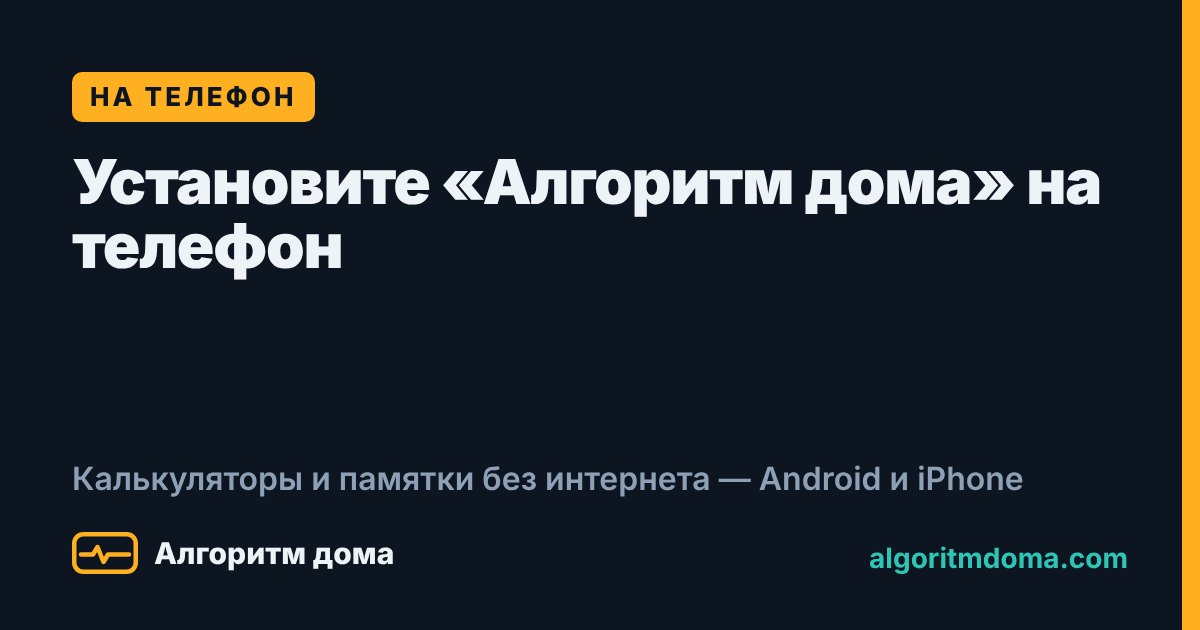 НА ТЕЛЕФОН
Установите «Алгоритм дома» на
телефон
Калькуляторы и памятки без интернета — Android и iPhone
Алгоритм дома
algoritmdoma.com